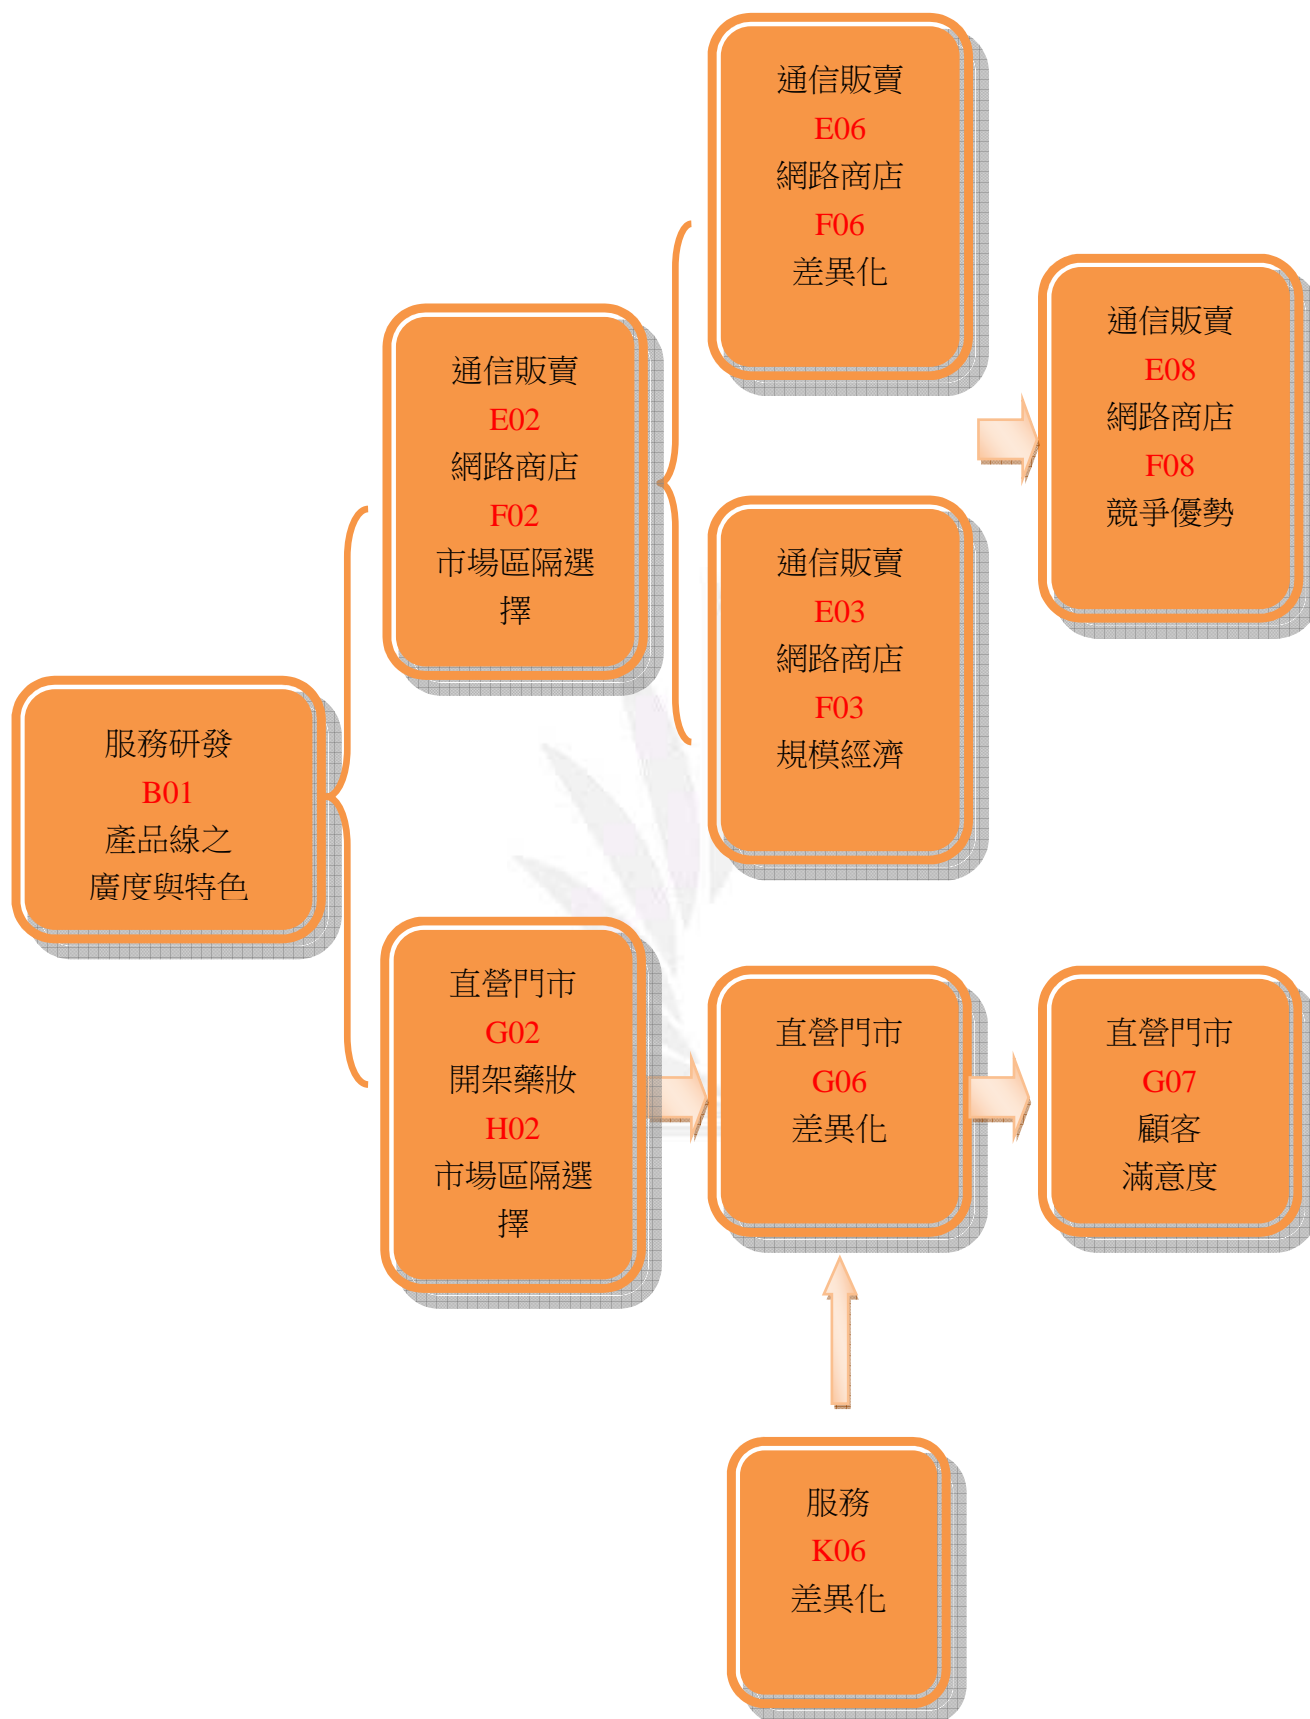 通信販賣
E06
網路商店
F06
差異化
通信販賣
E08
網路商店
F08
競爭優勢
通信販賣
E02
網路商店
F02
市場區隔選
擇
通信販賣
E03
網路商店
F03
規模經濟
服務研發
B01
產品線之
廣度與特色
直營門市
G02
開架藥妝
H02
市場區隔選
擇
直營門市
G06
差異化
直營門市
G07
顧客
滿意度
服務
K06
差異化